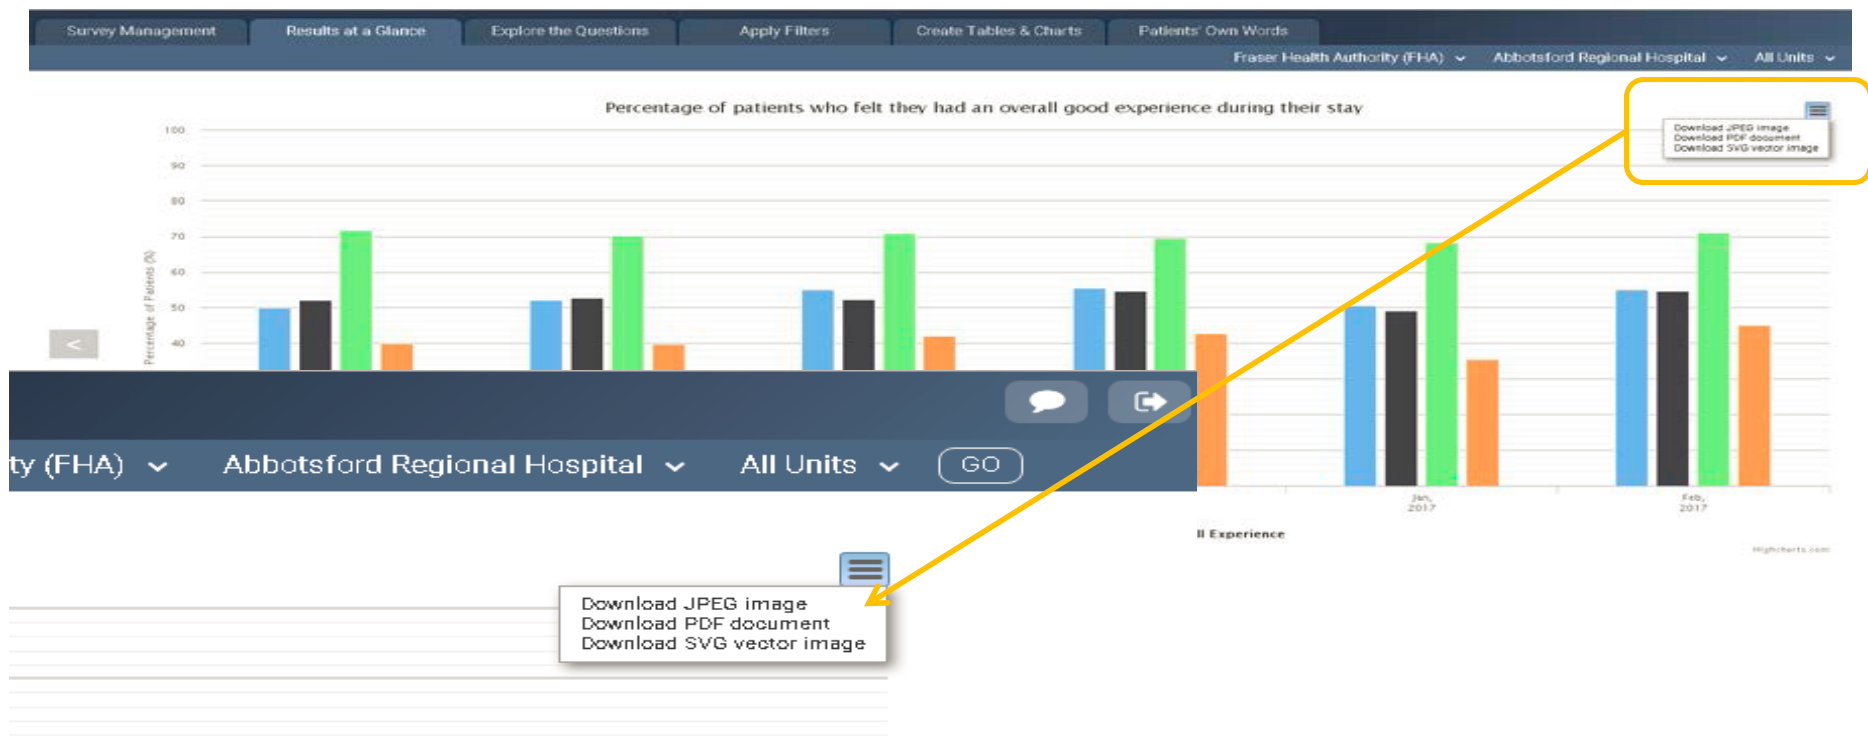 Survey Management Results at a Glance Explore the Questions Apply Filters Create Tables & Charts Patients' Own Words
Fraser Health Authority (FHA) Abbotsford Regional Hospital All Units
Percentage of patients who felt they had an overall good experience during their stay
Download JPEG image
Download PDF document
Download SVG vector image
100
90
80
70
60
50
40
Percentage of Patients (%)
<
ty (FHA) Abbotsford Regional Hospital All Units GO
Jan, 2017
Feb, 2017
ll Experience
Highcharts.com
Download JPEG image
Download PDF document
Download SVG vector image